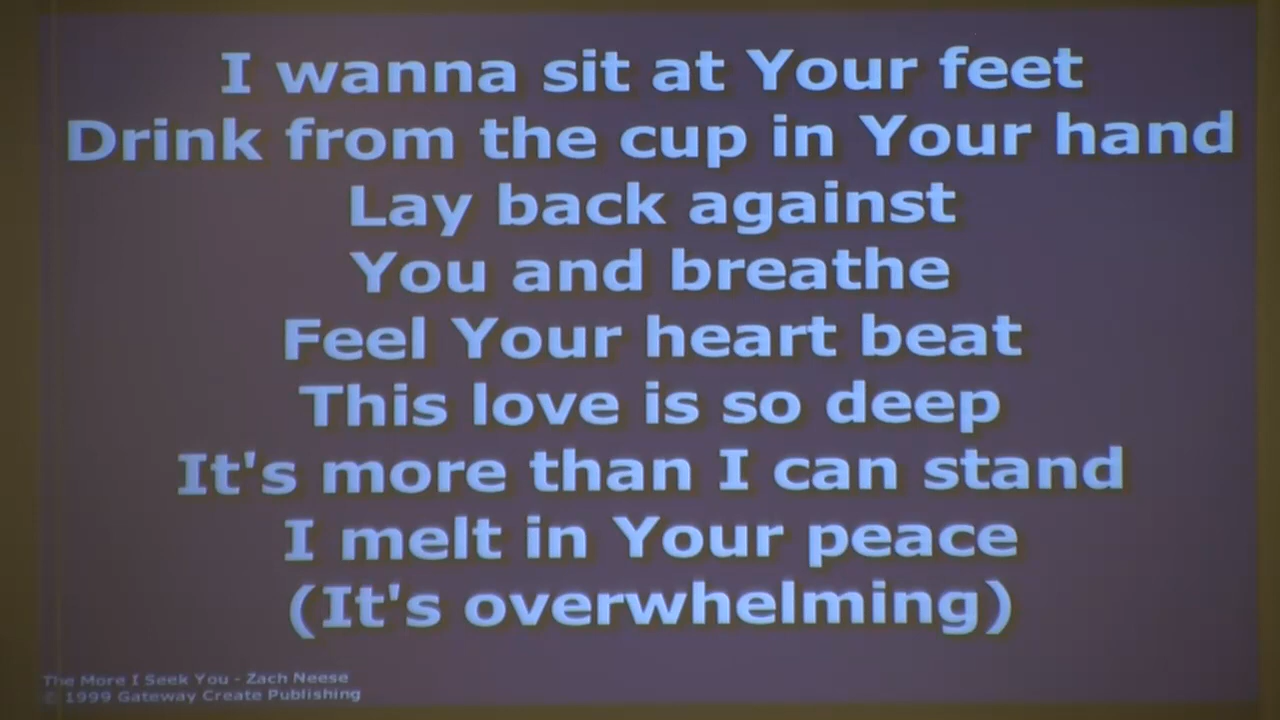 I wanna sit at Your feet
Drink from the cup in Your hand
Lay back against
You and breathe
Feel Your heart beat
This love is so deep
It's more than I can stand
I melt in Your peace
(It's overwhelming)
The More I Seek You - Zach Neese
© 1999 Gateway Create Publishing